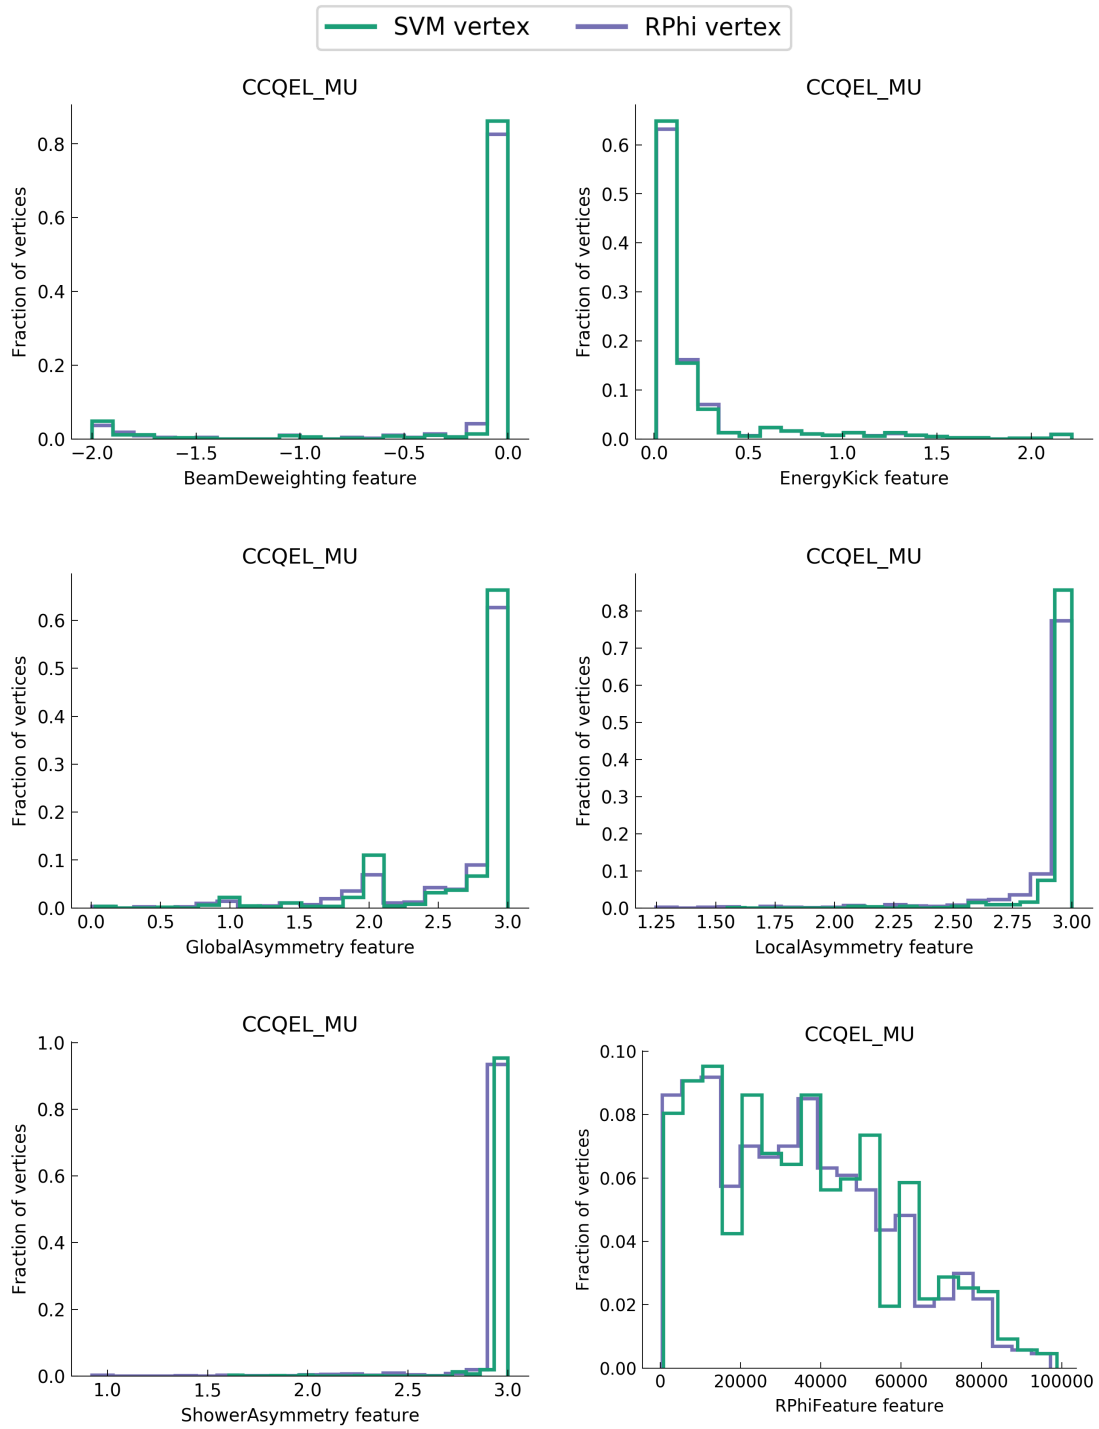 SVM vertex RPhi vertex
CCQEL_MU
Fraction of vertices
0.8
0.6
0.4
0.2
0.0
−2.0 −1.5 −1.0 −0.5 0.0
BeamDeweighting feature
CCQEL_MU
Fraction of vertices
0.6
0.5
0.4
0.3
0.2
0.1
0.0
0.0 0.5 1.0 1.5 2.0
EnergyKick feature
CCQEL_MU
Fraction of vertices
0.6
0.5
0.4
0.3
0.2
0.1
0.0
0.0 0.5 1.0 1.5 2.0 2.5 3.0
GlobalAsymmetry feature
CCQEL_MU
Fraction of vertices
0.8
0.7
0.6
0.5
0.4
0.3
0.2
0.1
0.0
1.25 1.50 1.75 2.00 2.25 2.50 2.75 3.00
LocalAsymmetry feature
CCQEL_MU
Fraction of vertices
1.0
0.8
0.6
0.4
0.2
0.0
1.0 1.5 2.0 2.5 3.0
ShowerAsymmetry feature
CCQEL_MU
Fraction of vertices
0.10
0.08
0.06
0.04
0.02
0.00
0 20000 40000 60000 80000 100000
RPhiFeature feature